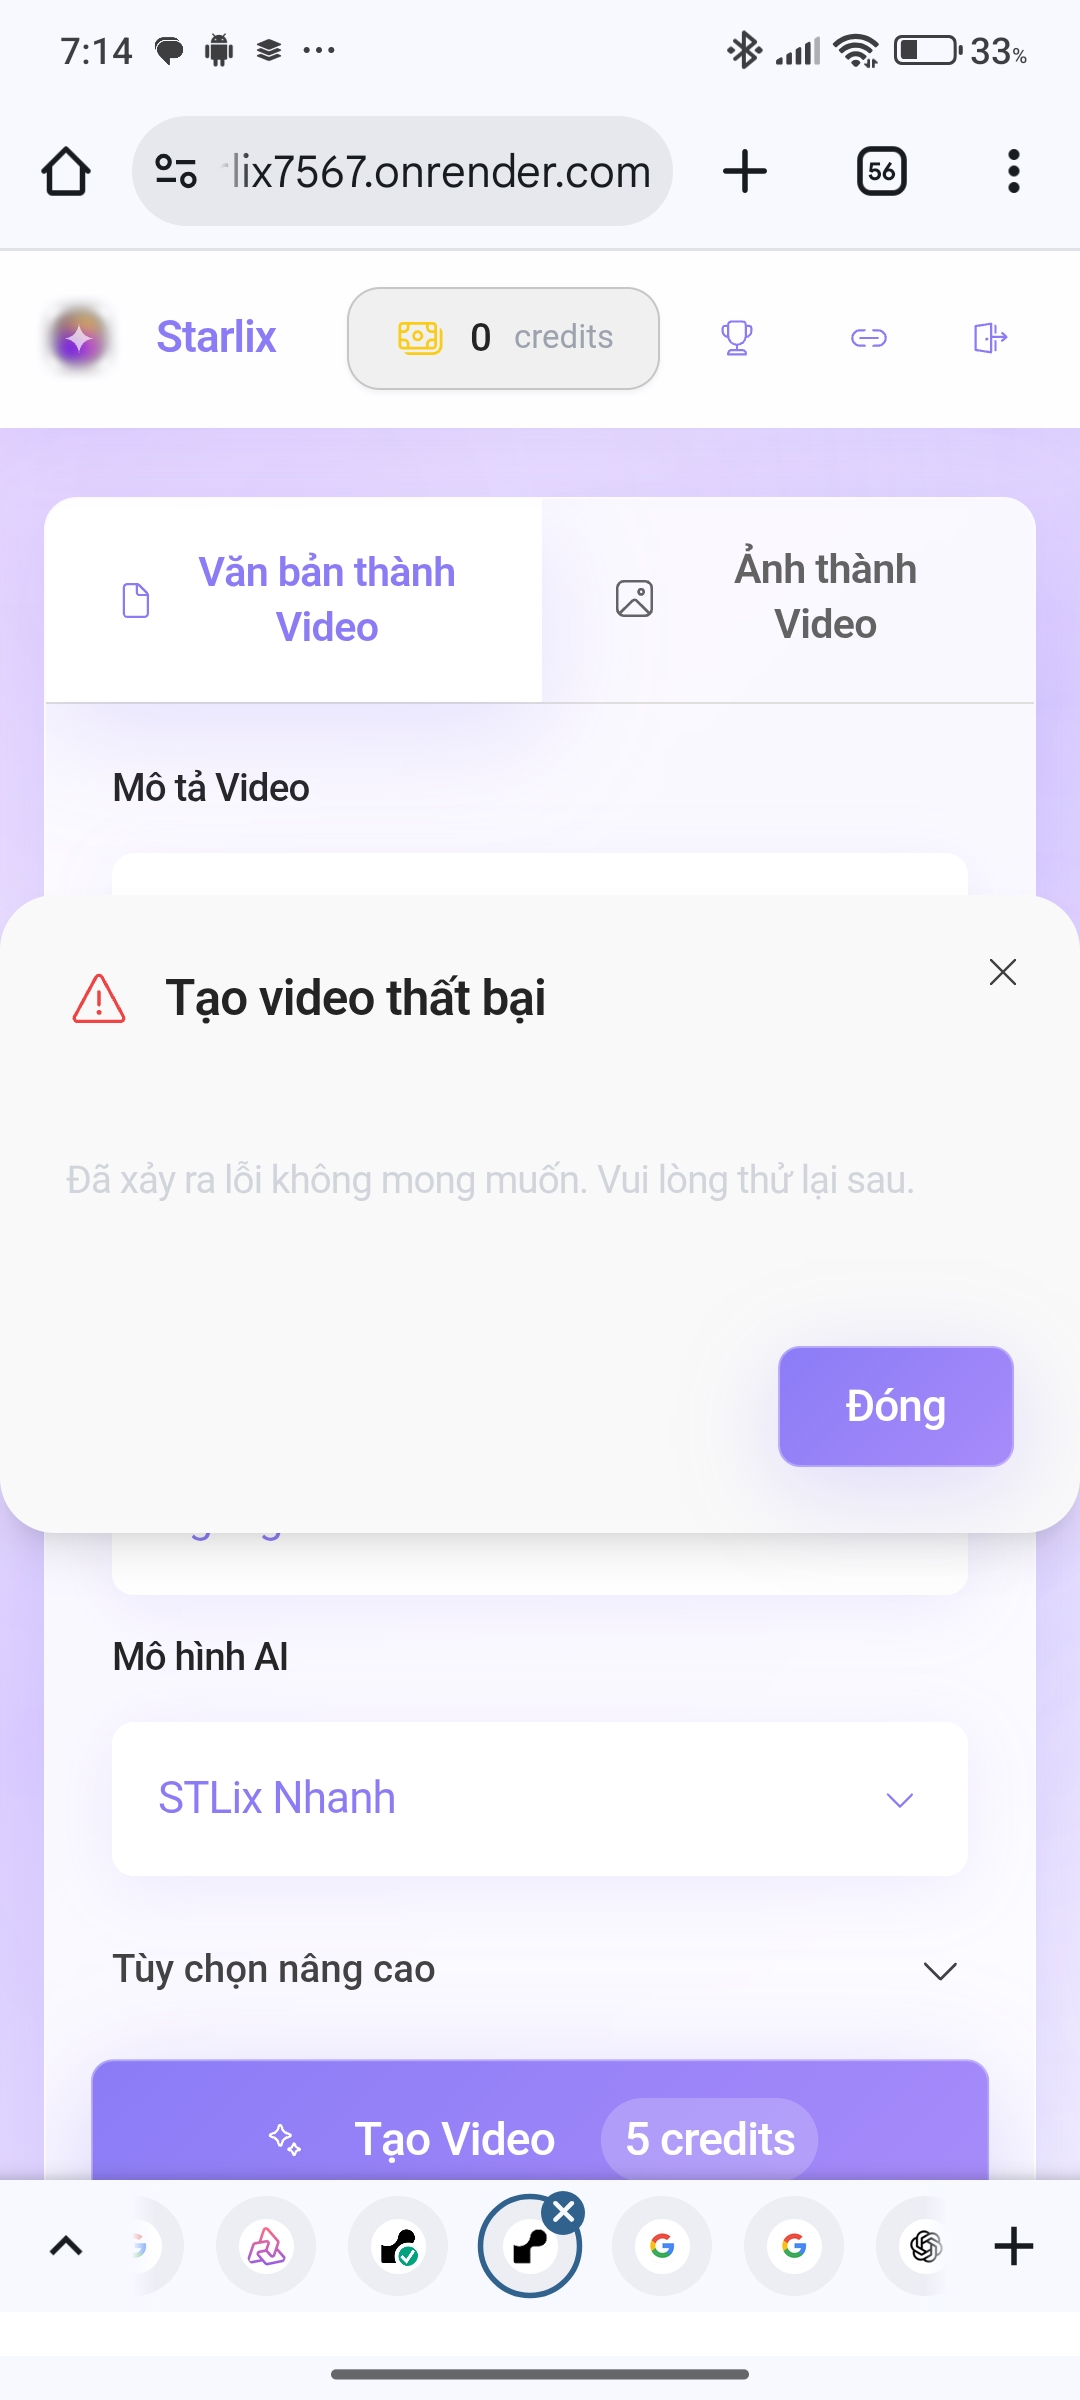 7:14
33%
lix7567.onrender.com
56
Starlix
0 credits
Văn bản thành
Video
Ảnh thành
Video
Mô tả Video
Tạo video thất bại
Đã xảy ra lỗi không mong muốn. Vui lòng thử lại sau.
Đóng
Mô hình AI
STLix Nhanh
Tùy chọn nâng cao
Tạo Video 5 credits